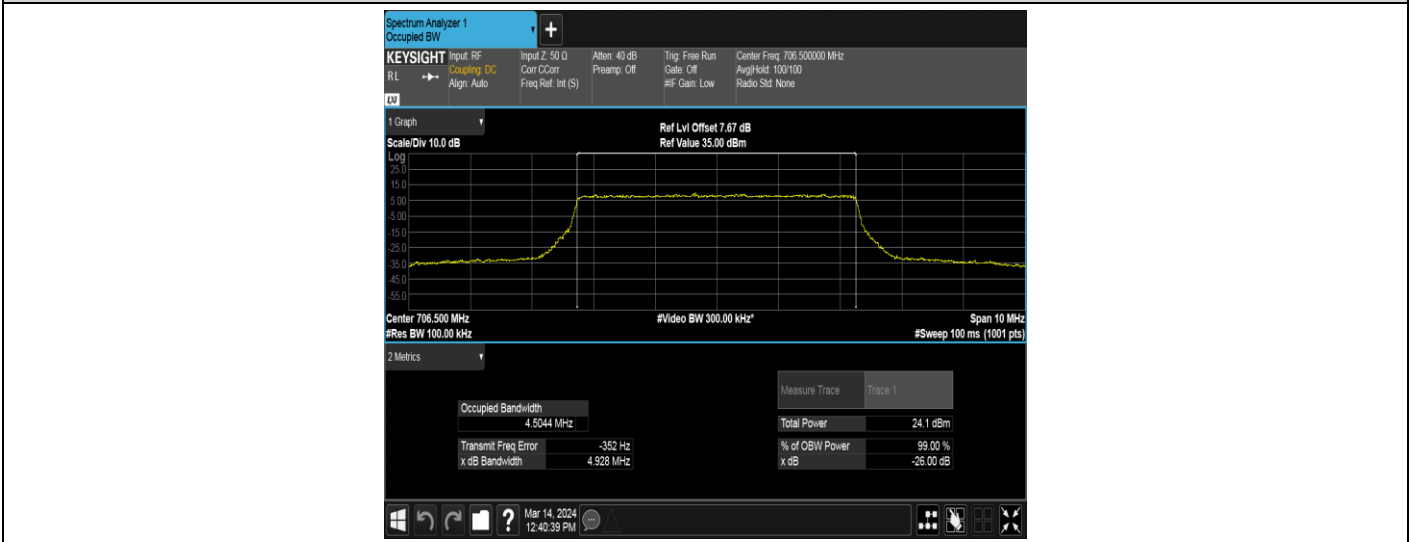 Spectrum Analyzer 1
Occupied BW
+
KEYSIGHT
RL
LXI
Input: RF
Coupling: DC
Align: Auto
Input Z: 50 Ω
Corr CCorr
Freq Ref: Int (S)
Atten: 40 dB
Preamp: Off
Trig: Free Run
Gate: Off
#IF Gain: Low
Center Freq: 706.500000 MHz
Avg|Hold: 100/100
Radio Std: None
1 Graph
Scale/Div 10.0 dB
Ref Lvl Offset 7.67 dB
Ref Value 35.00 dBm
Log
25.0
15.0
5.00
-5.00
-15.0
-25.0
-35.0
-45.0
-55.0
Center 706.500 MHz
#Res BW 100.00 kHz
#Video BW 300.00 kHz*
Span 10 MHz
#Sweep 100 ms (1001 pts)
2 Metrics
Measure Trace Trace 1
Occupied Bandwidth
4.5044 MHz
Total Power 24.1 dBm
Transmit Freq Error -352 Hz
% of OBW Power 99.00 %
x dB Bandwidth 4.928 MHz
x dB -26.00 dB
?
Mar 14, 2024
12:40:39 PM